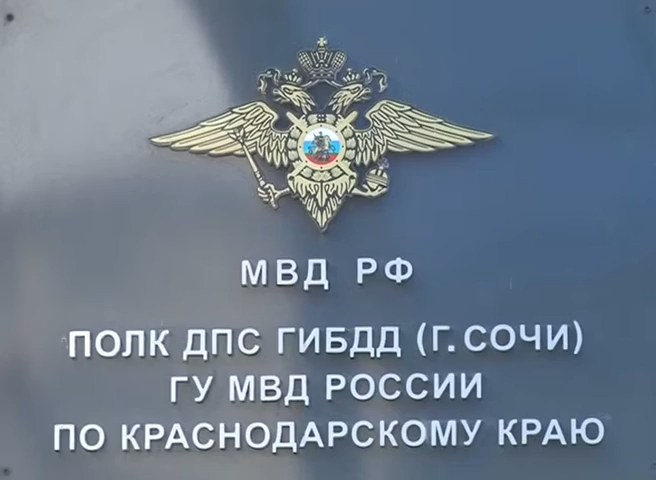 МВД РФ
ПОЛК ДПС ГИБДД (Г. СОЧИ)
ГУ МВД РОССИИ
ПО КРАСНОДАРСКОМУ КРАЮ